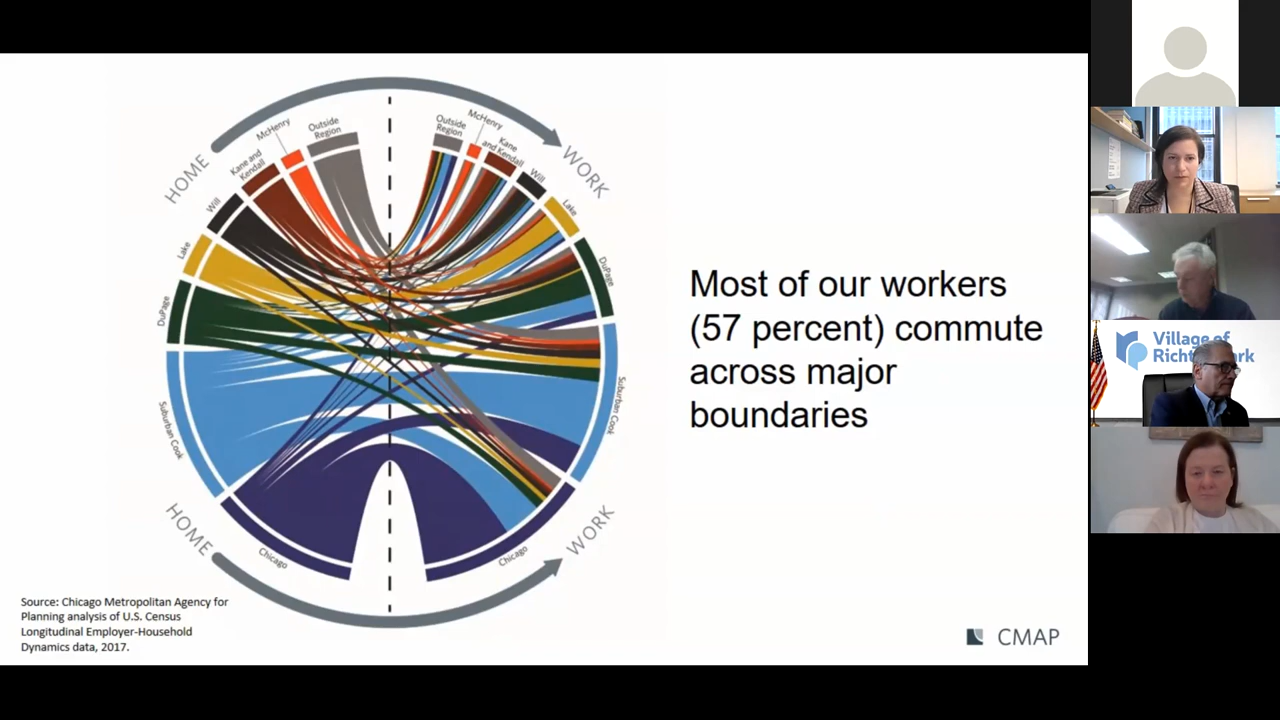 HOME
McHenry
Outside
Region
Kane and
Kendall
Will
Lake
DuPage
Suburban Cook
Chicago
HOME
Outside
Region
McHenry
Kane
and Kendall
Will
Lake
DuPage
Suburban Cook
Chicago
WORK
WORK
Most of our workers
(57 percent) commute
across major
boundaries
Source: Chicago Metropolitan Agency for
Planning analysis of U.S. Census
Longitudinal Employer-Household
Dynamics data, 2017.
CMAP
Village of